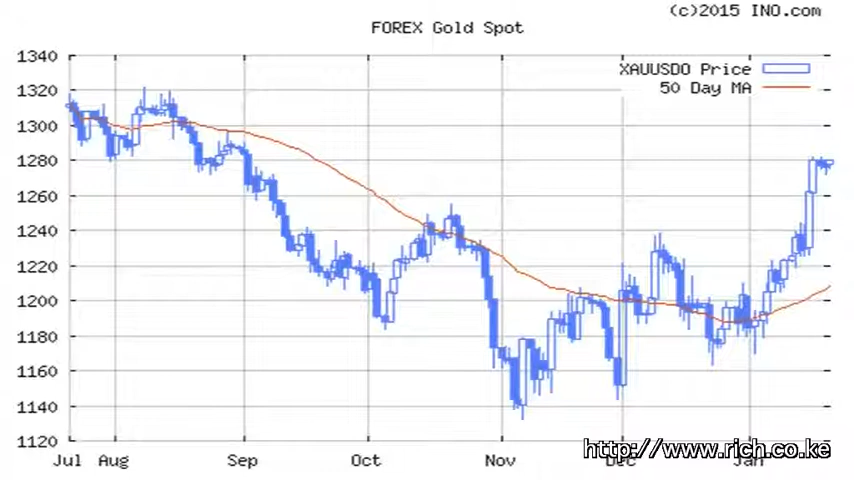 (c)2015 INO.com
FOREX Gold Spot
XAUUSDO Price
50 Day MA
1340
1320
1300
1280
1260
1240
1220
1200
1180
1160
1140
1120
Jul Aug Sep Oct Nov Dec Jan
http://www.rich.co.ke